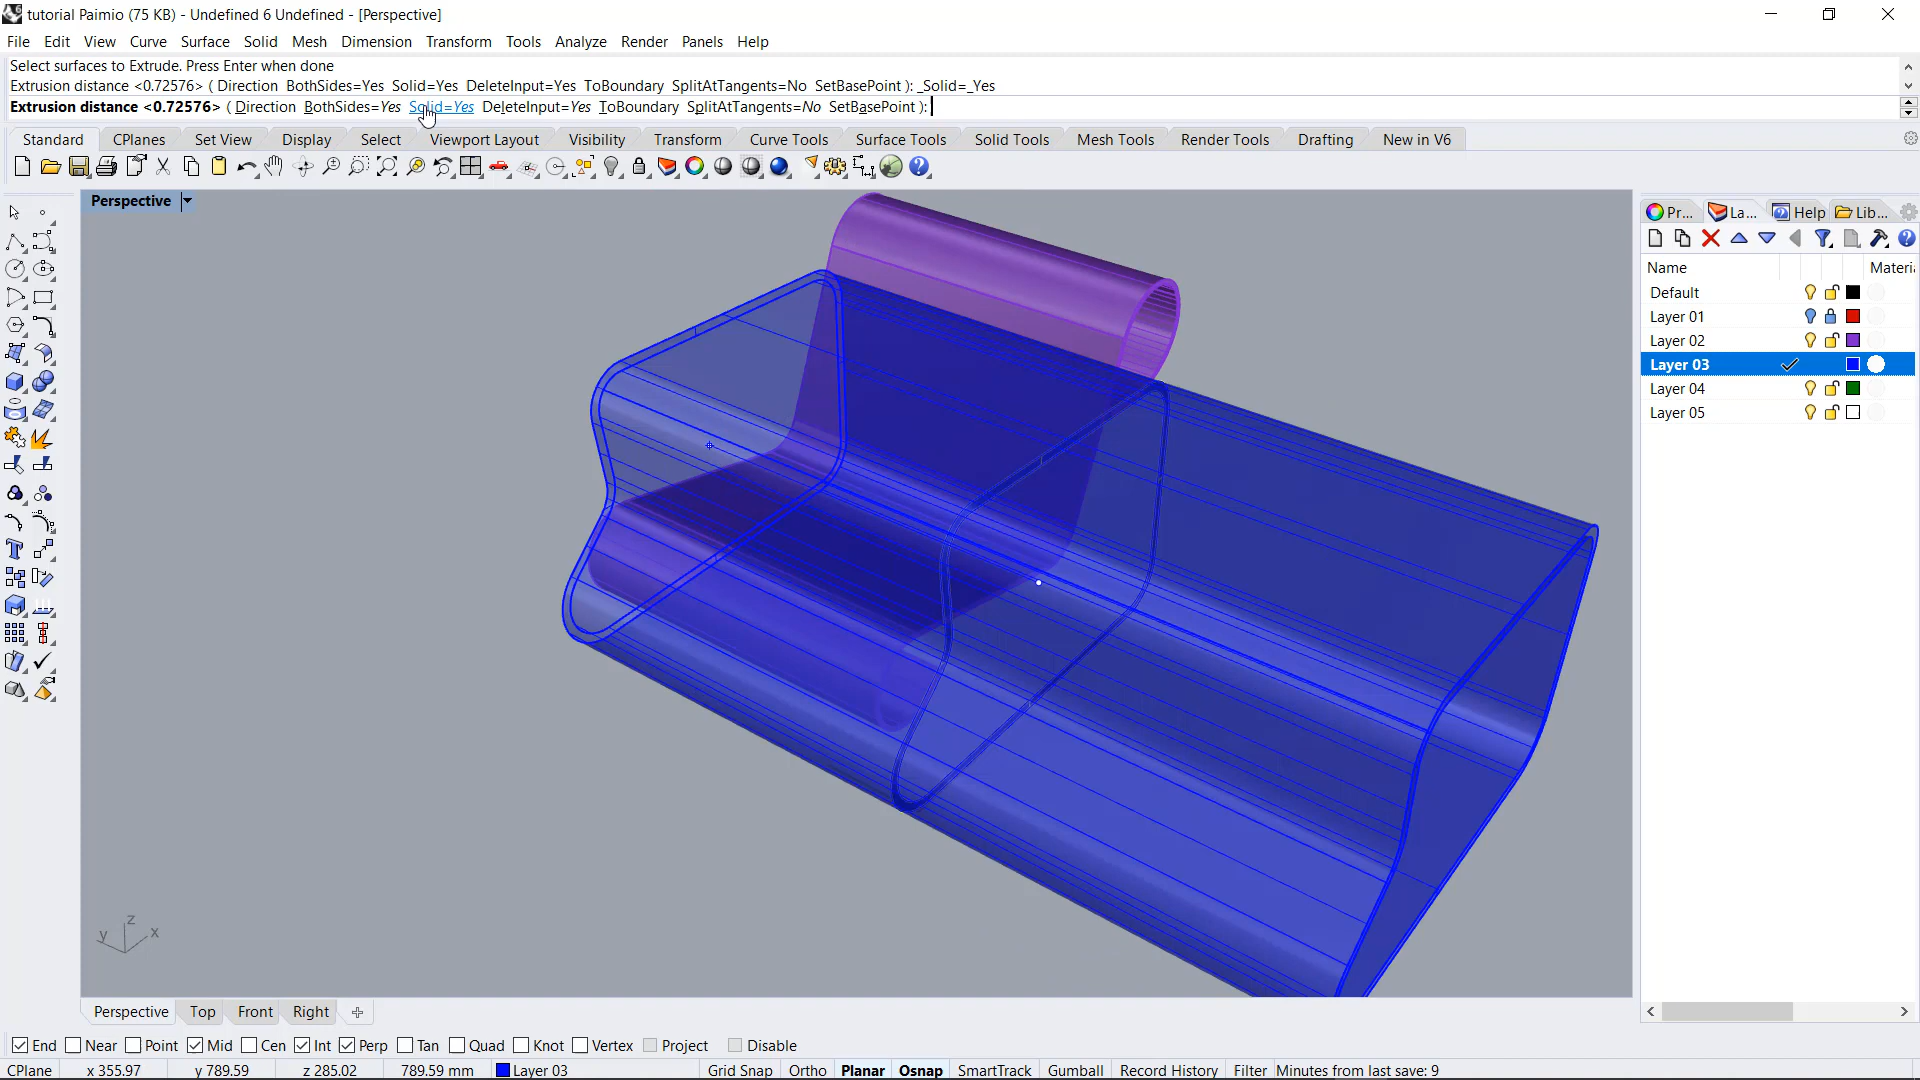 tutorial Paimio (75 KB) - Undefined 6 Undefined - [Perspective]
File Edit View Curve Surface Solid Mesh Dimension Transform Tools Analyze Render Panels Help
Select surfaces to Extrude. Press Enter when done
Extrusion distance <0.72576> ( Direction BothSides=Yes Solid=Yes DeleteInput=Yes ToBoundary SplitAtTangents=No SetBasePoint ): _Solid=_Yes
Extrusion distance <0.72576> ( Direction BothSides=Yes Solid=Yes DeleteInput=Yes ToBoundary SplitAtTangents=No SetBasePoint ):
Standard CPlanes Set View Display Select Viewport Layout Visibility Transform Curve Tools Surface Tools Solid Tools Mesh Tools Render Tools Drafting New in V6
Perspective
Pr... La... Help Lib...
Name Materi
Default
Layer 01
Layer 02
Layer 03
Layer 04
Layer 05
z
y x
Perspective Top Front Right
End Near Point Mid Cen Int Perp Tan Quad Knot Vertex Project Disable
CPlane x 355.97 y 789.59 z 285.02 789.59 mm Layer 03 Grid Snap Ortho Planar Osnap SmartTrack Gumball Record History Filter Minutes from last save: 9